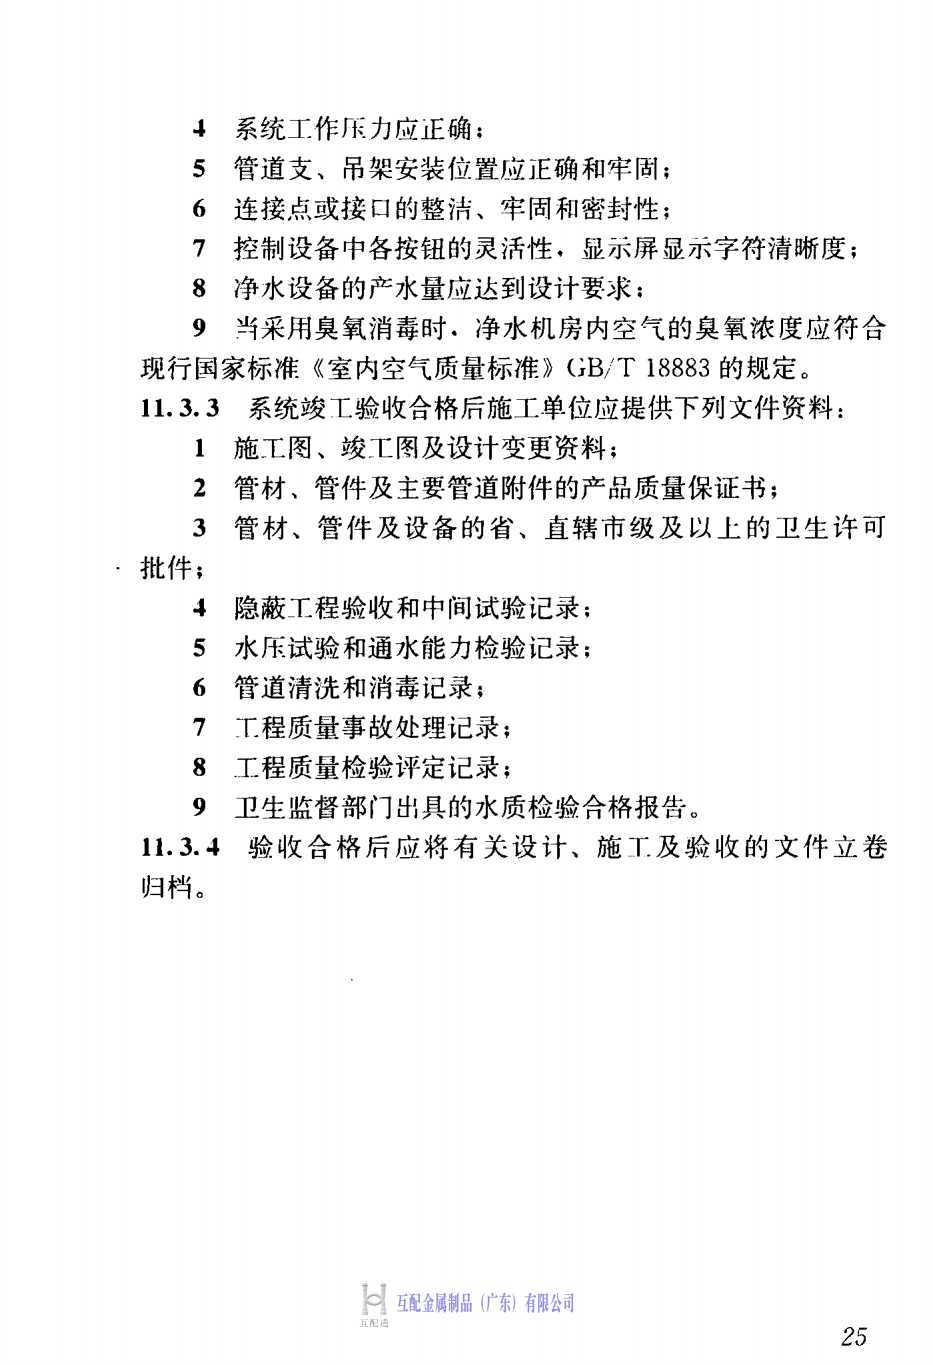 4 系统工作压力应正确；
5 管道支、吊架安装位置应正确和牢固；
6 连接点或接口的整洁、牢固和密封性；
7 控制设备中各按钮的灵活性，显示屏显示字符清晰度；
8 净水设备的产水量应达到设计要求；
9 当采用臭氧消毒时，净水机房内空气的臭氧浓度应符合
现行国家标准《室内空气质量标准》GB/T 18883 的规定。
11.3.3 系统竣工验收合格后施工单位应提供下列文件资料：
1 施工图、竣工图及设计变更资料；
2 管材、管件及主要管道附件的产品质量保证书；
3 管材、管件及设备的省、直辖市级及以上的卫生许可
批件；
4 隐蔽工程验收和中间试验记录；
5 水压试验和通水能力检验记录；
6 管道清洗和消毒记录；
7 工程质量事故处理记录；
8 工程质量检验评定记录；
9 卫生监督部门出具的水质检验合格报告。
11.3.4 验收合格后应将有关设计、施工及验收的文件立卷
归档。
互配金属制品（广东）有限公司
互配通
25